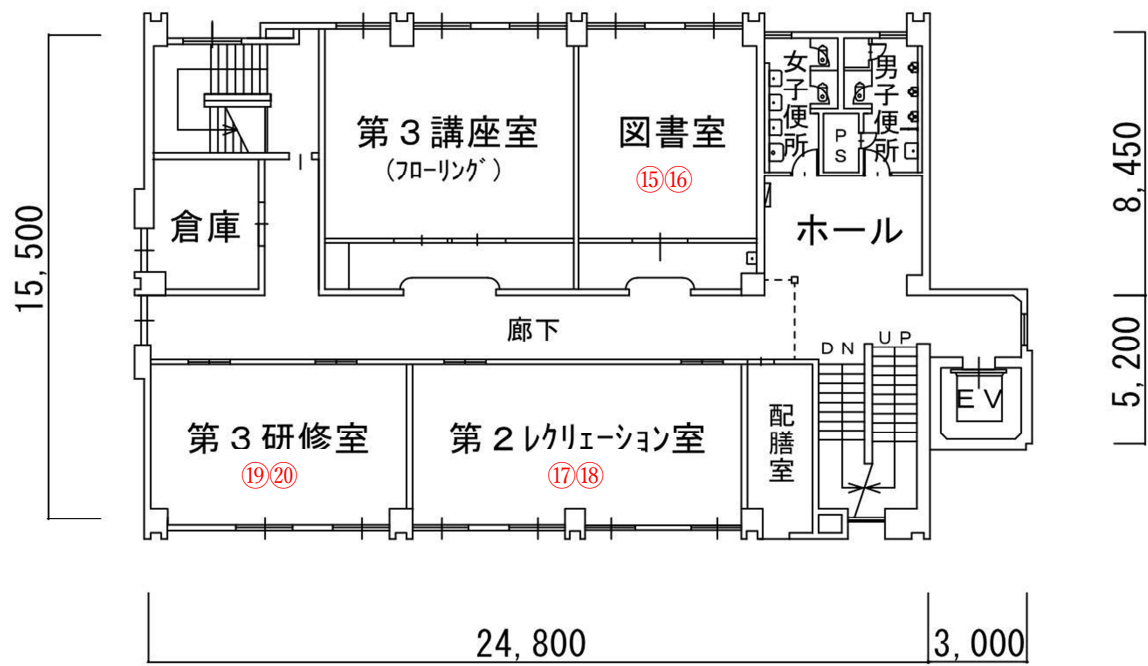 女子便所
男子便所
PS
第３講座室
(ﾌﾛｰﾘﾝｸﾞ)
図書室
⑮⑯
倉庫
ホール
廊下
DN
UP
EV
第３研修室
⑲⑳
第２ﾚｸﾘｪｰｼｮﾝ室
⑰⑱
配膳室
15,500
8,450
5,200
24,800
3,000